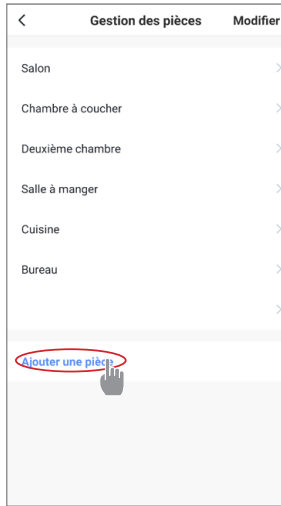 Gestion des pièces Modifier
Salon
Chambre à coucher
Deuxième chambre
Salle à manger
Cuisine
Bureau
Ajouter une pièce